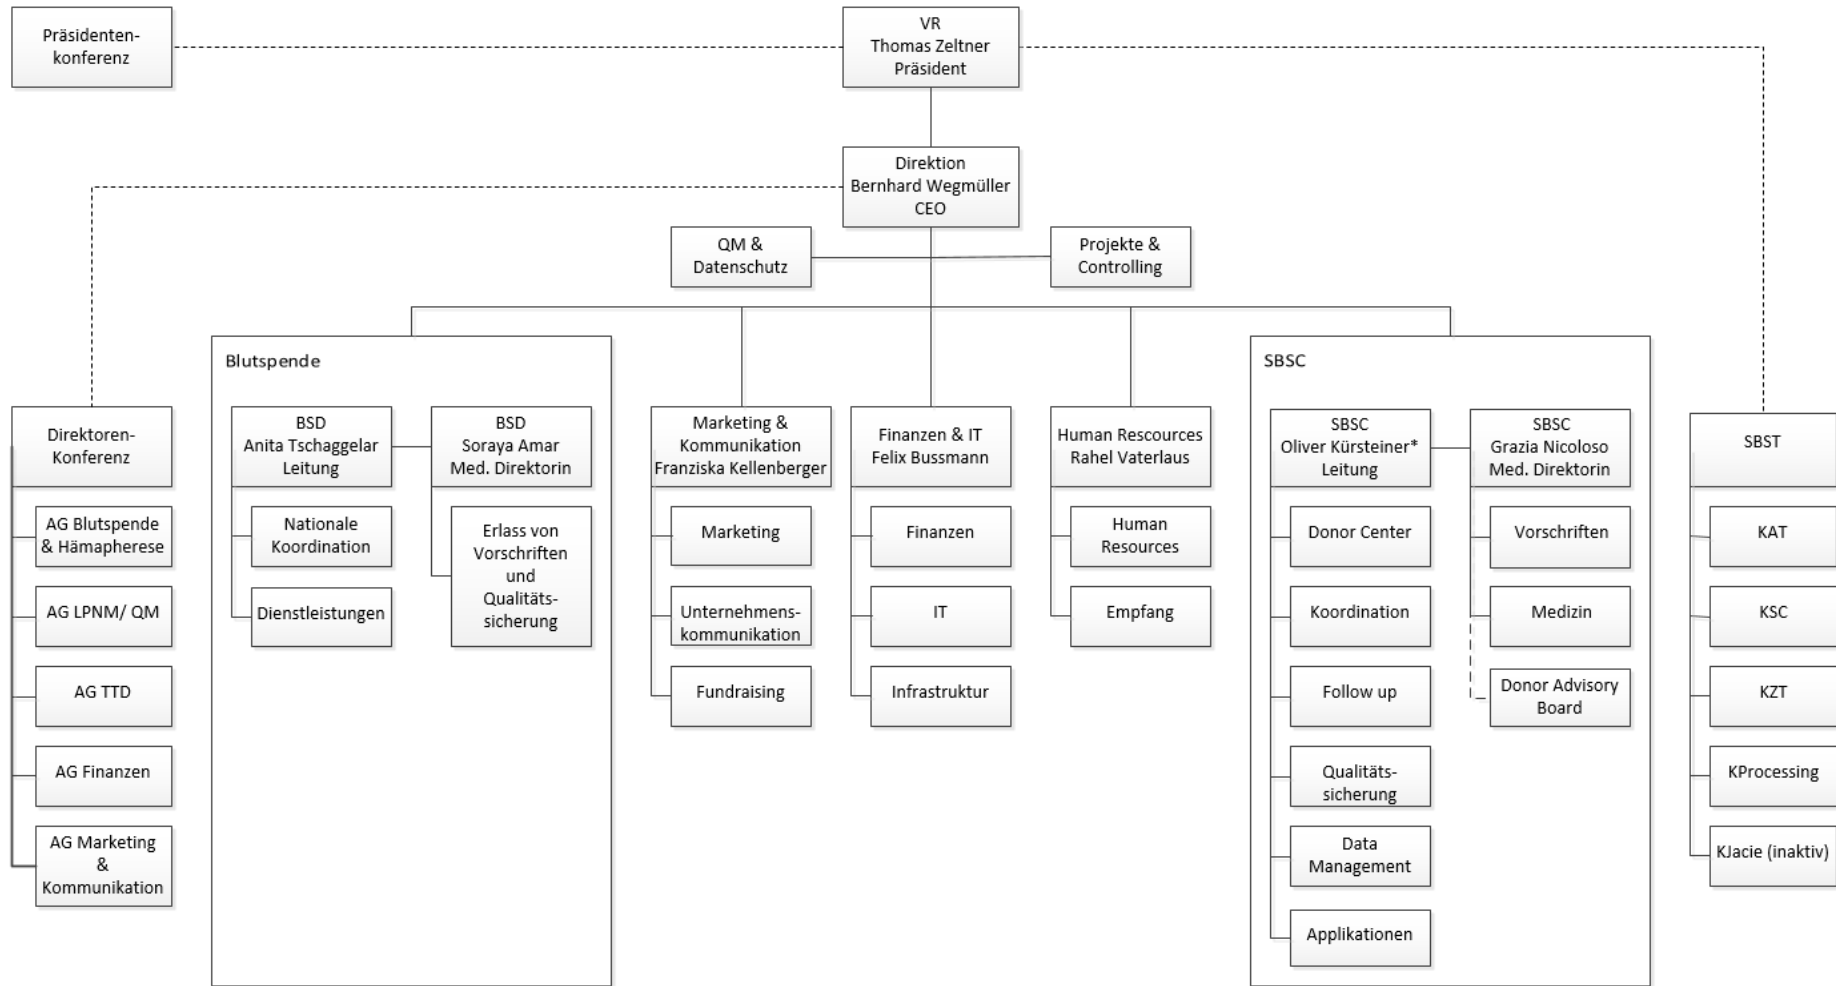 Präsidenten-
konferenz
VR
Thomas Zeltner
Präsident
Direktion
Bernhard Wegmüller
CEO
QM &
Datenschutz
Projekte &
Controlling
Direktoren-
Konferenz
AG Blutspende
& Hämapherese
AG LPNM/ QM
AG TTD
AG Finanzen
AG Marketing
&
Kommunikation
Blutspende
BSD
Anita Tschaggelar
Leitung
Nationale
Koordination
Dienstleistungen
BSD
Soraya Amar
Med. Direktorin
Erlass von
Vorschriften
und
Qualitäts-
sicherung
Marketing &
Kommunikation
Franziska Kellenberger
Marketing
Unternehmens-
kommunikation
Fundraising
Finanzen & IT
Felix Bussmann
Finanzen
IT
Infrastruktur
Human Rescources
Rahel Vaterlaus
Human
Resources
Empfang
SBSC
SBSC
Oliver Kürsteiner*
Leitung
Donor Center
Koordination
Follow up
Qualitäts-
sicherung
Data
Management
Applikationen
SBSC
Grazia Nicoloso
Med. Direktorin
Vorschriften
Medizin
Donor Advisory
Board
SBST
KAT
KSC
KZT
KProcessing
KJacie (inaktiv)